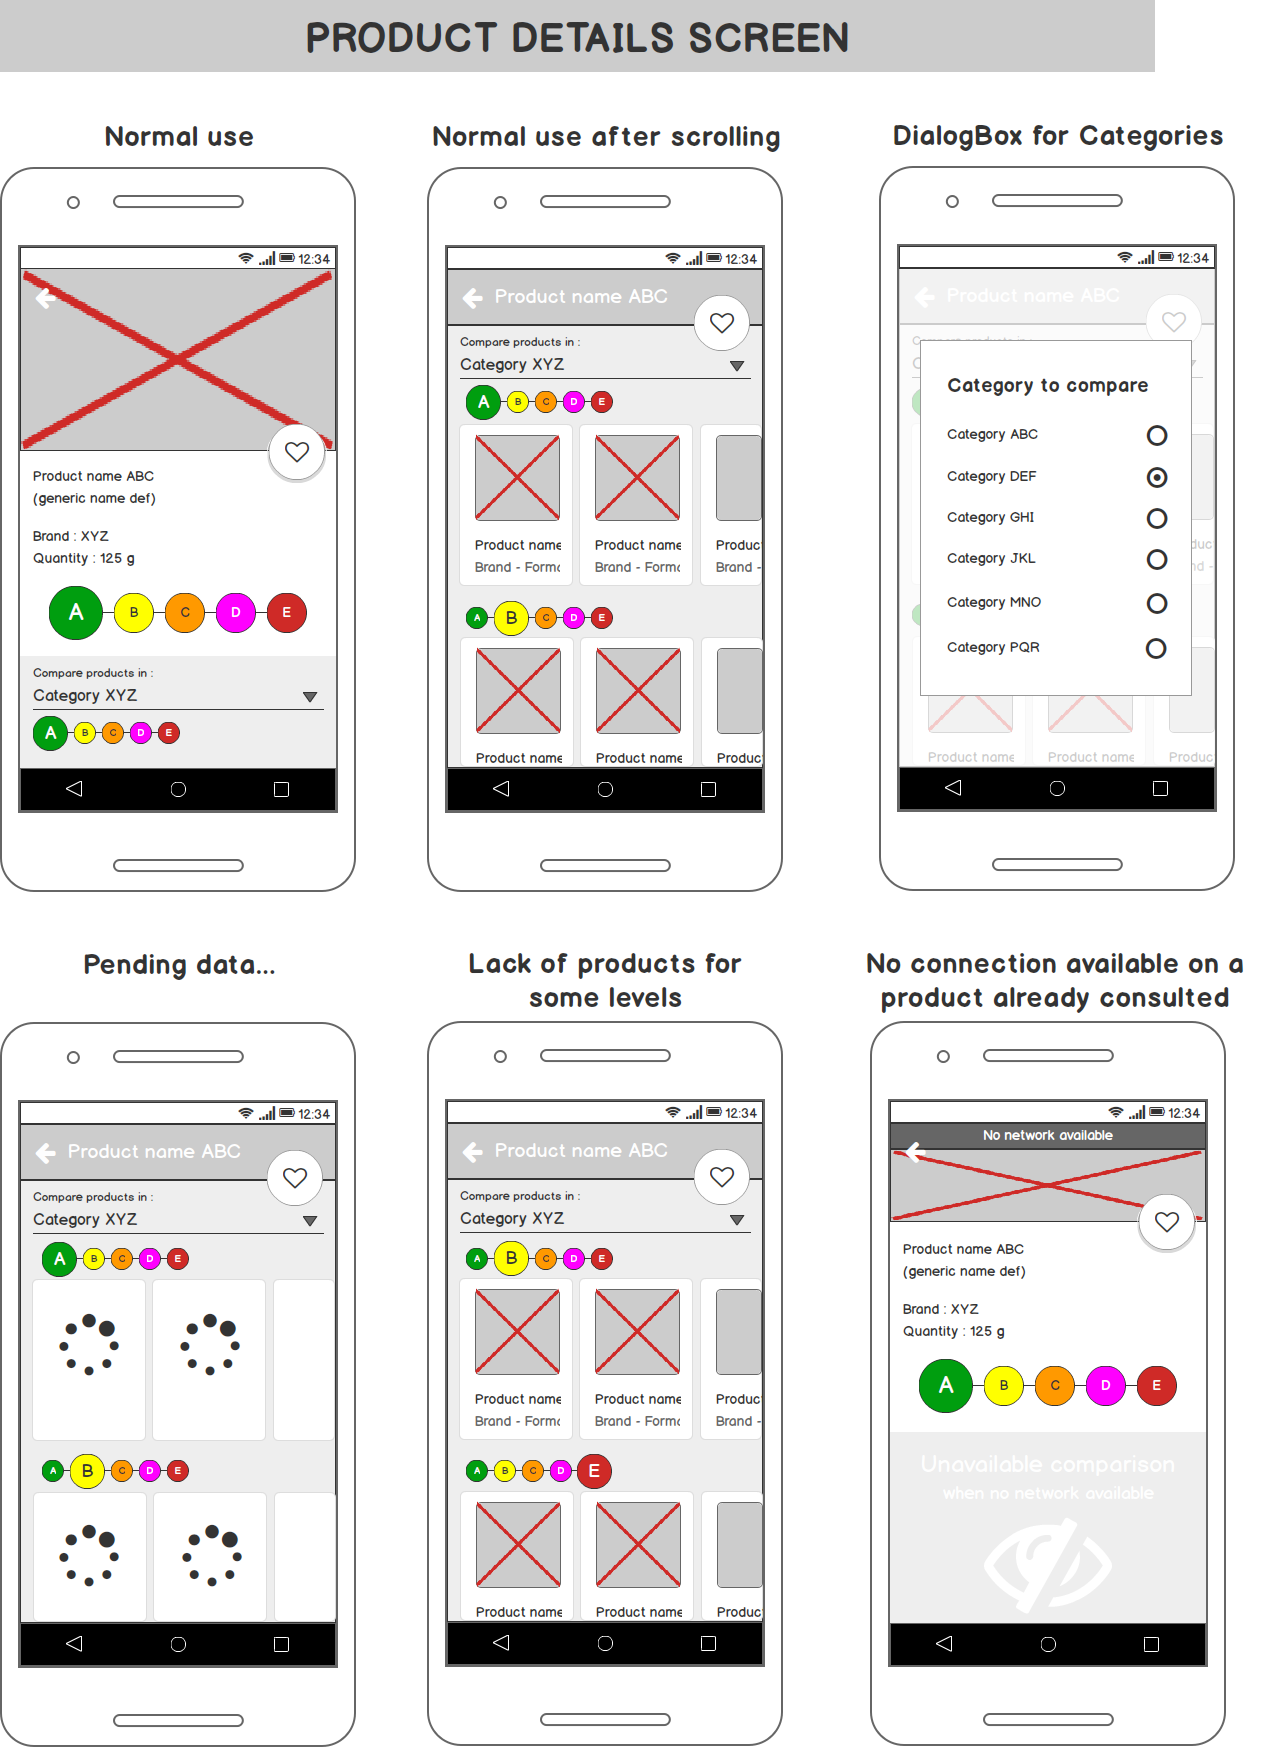 PRODUCT DETAILS SCREEN
Normal use
12:34
Product name ABC
(generic name def)
Brand : XYZ
Quantity : 125 g
A B C D E
Compare products in :
Category XYZ
A B C D E
Normal use after scrolling
12:34
Product name ABC
Compare products in :
Category XYZ
A B C D E
Product name Product name Produc
Brand - Forma Brand - Forma Brand -
A B C D E
Product name Product name Produc
DialogBox for Categories
12:34
Product name ABC
Compare products in :
Category to compare
Category ABC
Category DEF
Category GHI
Category JKL
Category MNO
Category PQR
Product name Product name Produc
Pending data...
12:34
Product name ABC
Compare products in :
Category XYZ
A B C D E
A B C D E
Lack of products for
some levels
12:34
Product name ABC
Compare products in :
Category XYZ
A B C D E
Product name Product name Produc
Brand - Forma Brand - Forma Brand -
A B C D E
Product name Product name Produc
No connection available on a
product already consulted
12:34
No network available
Product name ABC
(generic name def)
Brand : XYZ
Quantity : 125 g
A B C D E
Unavailable comparison
when no network available